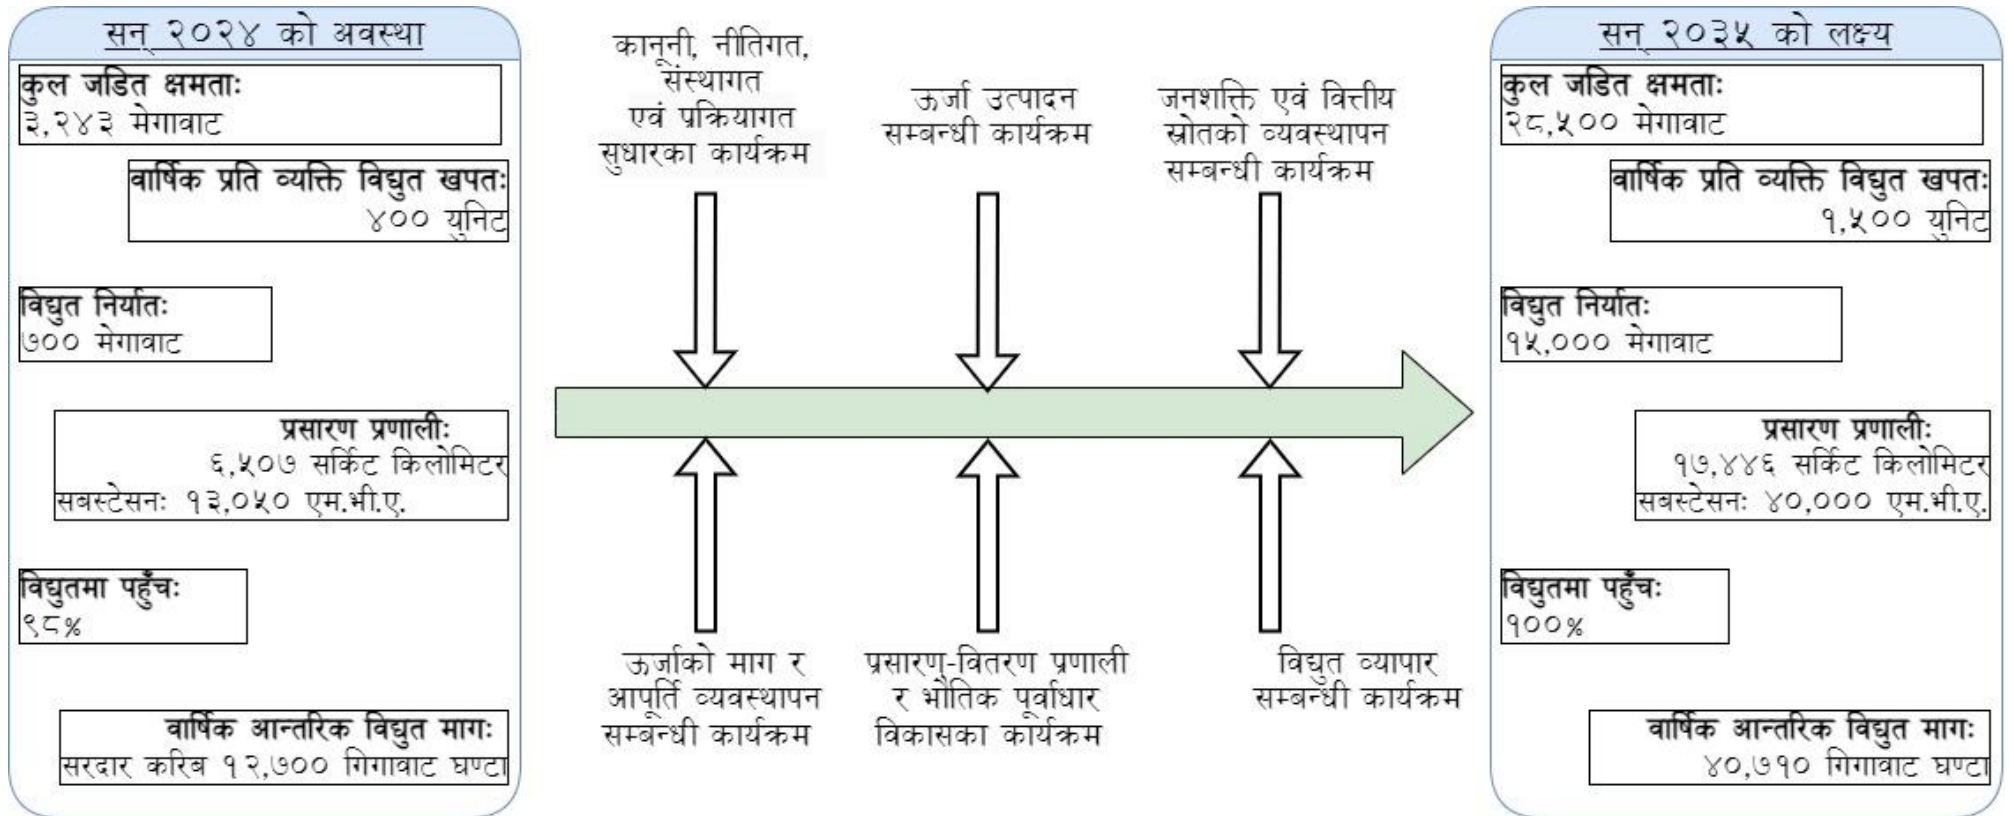 सन् २०२४ को अवस्था
कुल जडित क्षमताः
३,२४३ मेगावाट
वार्षिक प्रति व्यक्ति विद्युत खपतः
४०० युनिट
विद्युत निर्यातः
७०० मेगावाट
प्रसारण प्रणालीः
६,५०७ सर्किट किलोमिटर
सबस्टेसनः १३,०५० एम.भी.ए.
विद्युतमा पहुँचः
९८%
वार्षिक आन्तरिक विद्युत मागः
सरदार करिब १२,७०० गिगावाट घण्टा
कानूनी, नीतिगत,
संस्थागत
एवं प्रक्रियागत
सुधारका कार्यक्रम
ऊर्जा उत्पादन
सम्बन्धी कार्यक्रम
जनशक्ति एवं वित्तीय
स्रोतको व्यवस्थापन
सम्बन्धी कार्यक्रम
ऊर्जाको माग र
आपूर्ति व्यवस्थापन
सम्बन्धी कार्यक्रम
प्रसारण-वितरण प्रणाली
र भौतिक पूर्वाधार
विकासका कार्यक्रम
विद्युत व्यापार
सम्बन्धी कार्यक्रम
सन् २०३५ को लक्ष्य
कुल जडित क्षमताः
२८,५०० मेगावाट
वार्षिक प्रति व्यक्ति विद्युत खपतः
१,५०० युनिट
विद्युत निर्यातः
१५,००० मेगावाट
प्रसारण प्रणालीः
१७,४४६ सर्किट किलोमिटर
सबस्टेसनः ४०,००० एम.भी.ए.
विद्युतमा पहुँचः
१००%
वार्षिक आन्तरिक विद्युत मागः
४०,७१० गिगावाट घण्टा